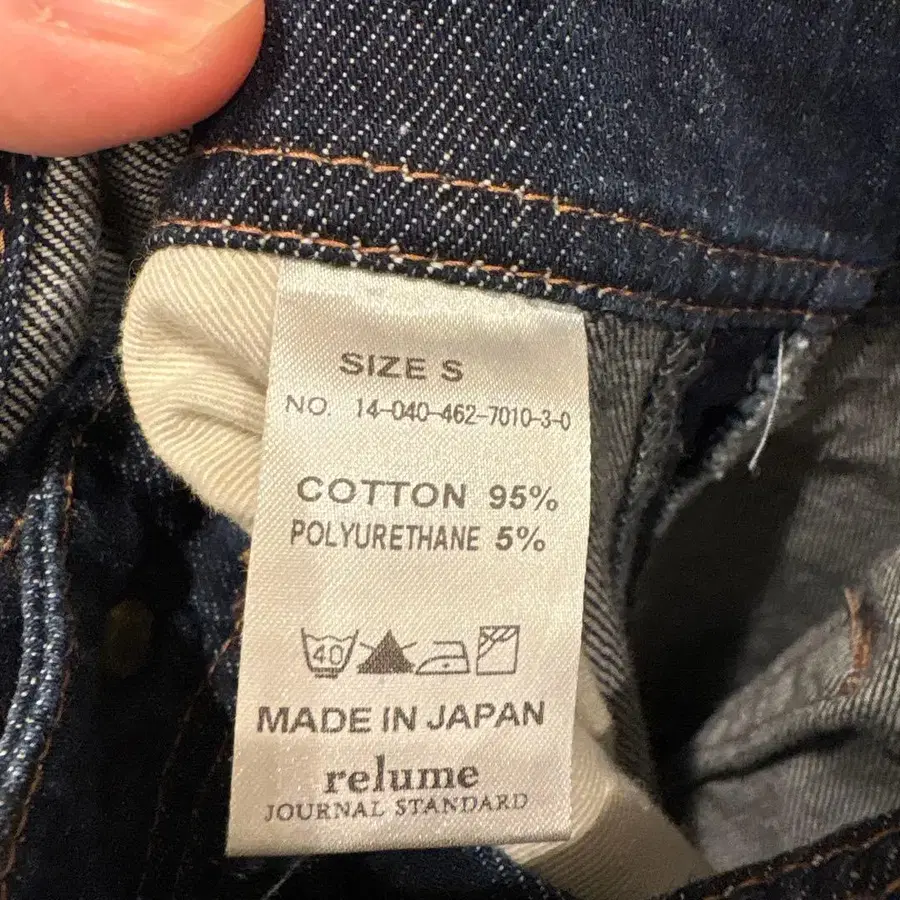 SIZE S
NO. 14-040-462-7010-3-0
COTTON 95%
POLYURETHANE 5%
40
MADE IN JAPAN
relume
JOURNAL STANDARD